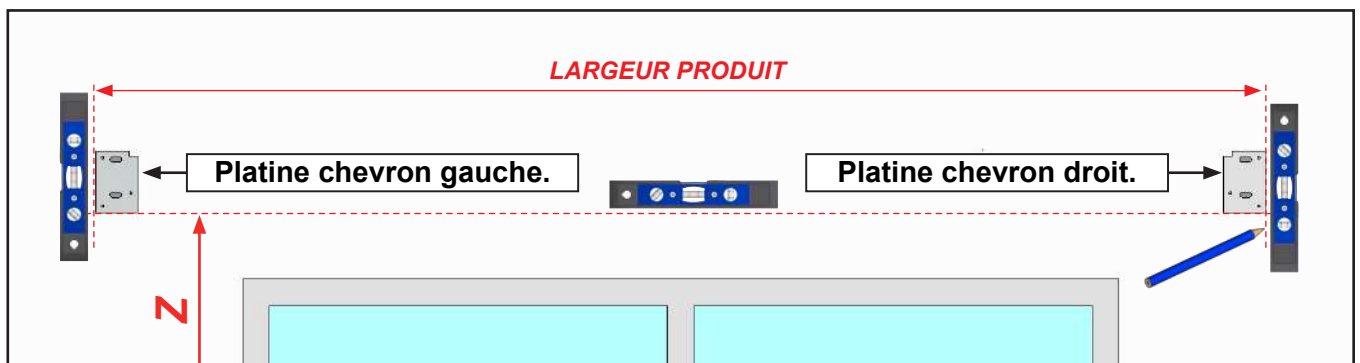 LARGEUR PRODUIT
Platine chevron gauche.
Platine chevron droit.
Z